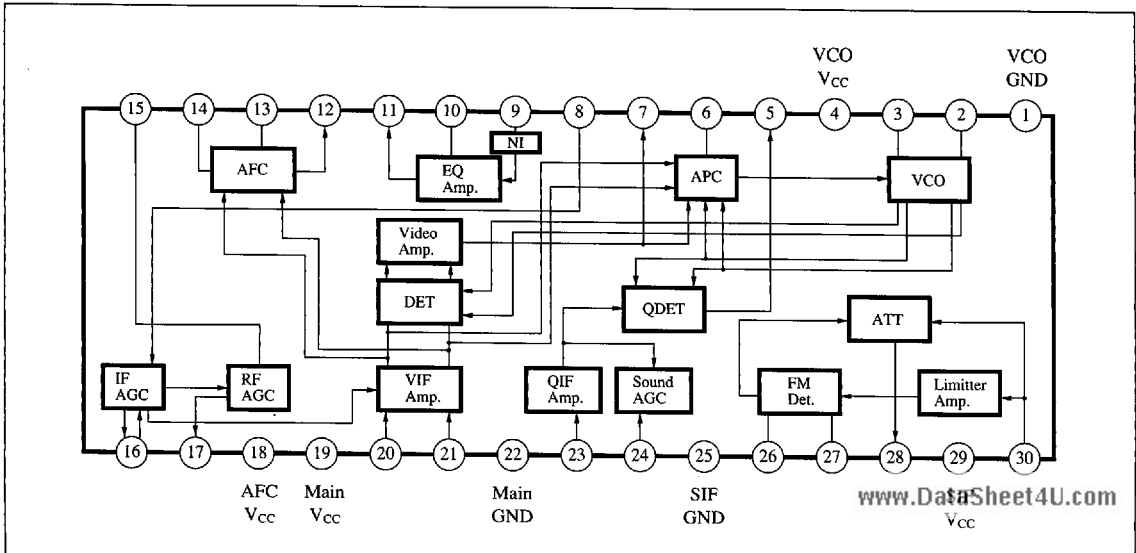 VCO
VCC
VCO
GND
15
14
13
12
11
10
9
8
7
6
5
4
3
2
1
NI
AFC
EQ
Amp.
APC
VCO
Video
Amp.
DET
QDET
ATT
IF
AGC
RF
AGC
VIF
Amp.
QIF
Amp.
Sound
AGC
FM
Det.
Limitter
Amp.
16
17
18
19
20
21
22
23
24
25
26
27
28
29
30
AFC
VCC
Main
VCC
Main
GND
SIF
GND
www.DataSheet4U.com
VCC